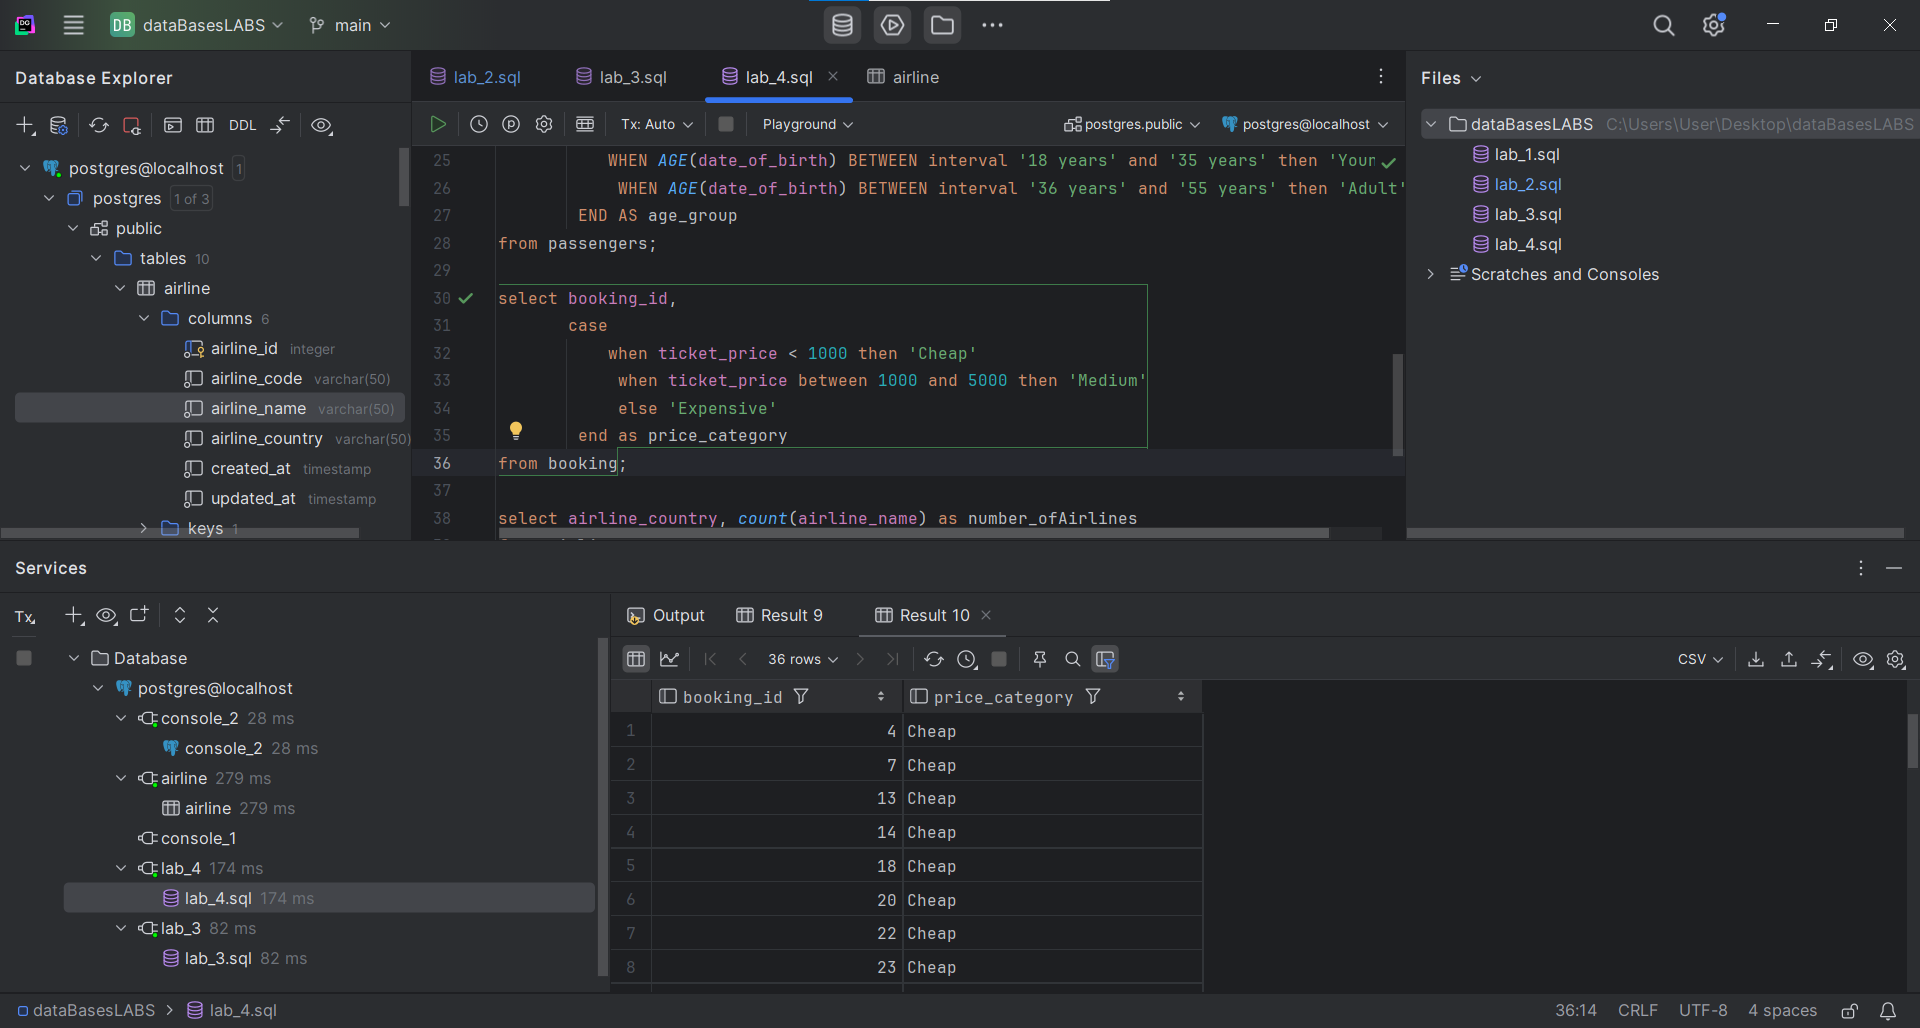 DB dataBasesLABS main
Database Explorer
lab_2.sql lab_3.sql lab_4.sql airline
Files
DDL
Tx: Auto Playground postgres.public postgres@localhost
postgres@localhost 1
postgres 1 of 3
public
tables 10
airline
columns 6
airline_id integer
airline_code varchar(50)
airline_name varchar(50)
airline_country varchar(50)
created_at timestamp
updated_at timestamp
keys 1
25 WHEN AGE(date_of_birth) BETWEEN interval '18 years' and '35 years' then 'Youn
26 WHEN AGE(date_of_birth) BETWEEN interval '36 years' and '55 years' then 'Adult'
27 END AS age_group
28 from passengers;
29
30 select booking_id,
31 case
32 when ticket_price < 1000 then 'Cheap'
33 when ticket_price between 1000 and 5000 then 'Medium'
34 else 'Expensive'
35 end as price_category
36 from booking;
37
38 select airline_country, count(airline_name) as number_ofAirlines
dataBasesLABS C:\Users\User\Desktop\dataBasesLABS
lab_1.sql
lab_2.sql
lab_3.sql
lab_4.sql
Scratches and Consoles
Services
Tx
Database
postgres@localhost
console_2 28 ms
console_2 28 ms
airline 279 ms
airline 279 ms
console_1
lab_4 174 ms
lab_4.sql 174 ms
lab_3 82 ms
lab_3.sql 82 ms
Output Result 9 Result 10
36 rows CSV
booking_id price_category
1 4 Cheap
2 7 Cheap
3 13 Cheap
4 14 Cheap
5 18 Cheap
6 20 Cheap
7 22 Cheap
8 23 Cheap
dataBasesLABS > lab_4.sql
36:14 CRLF UTF-8 4 spaces